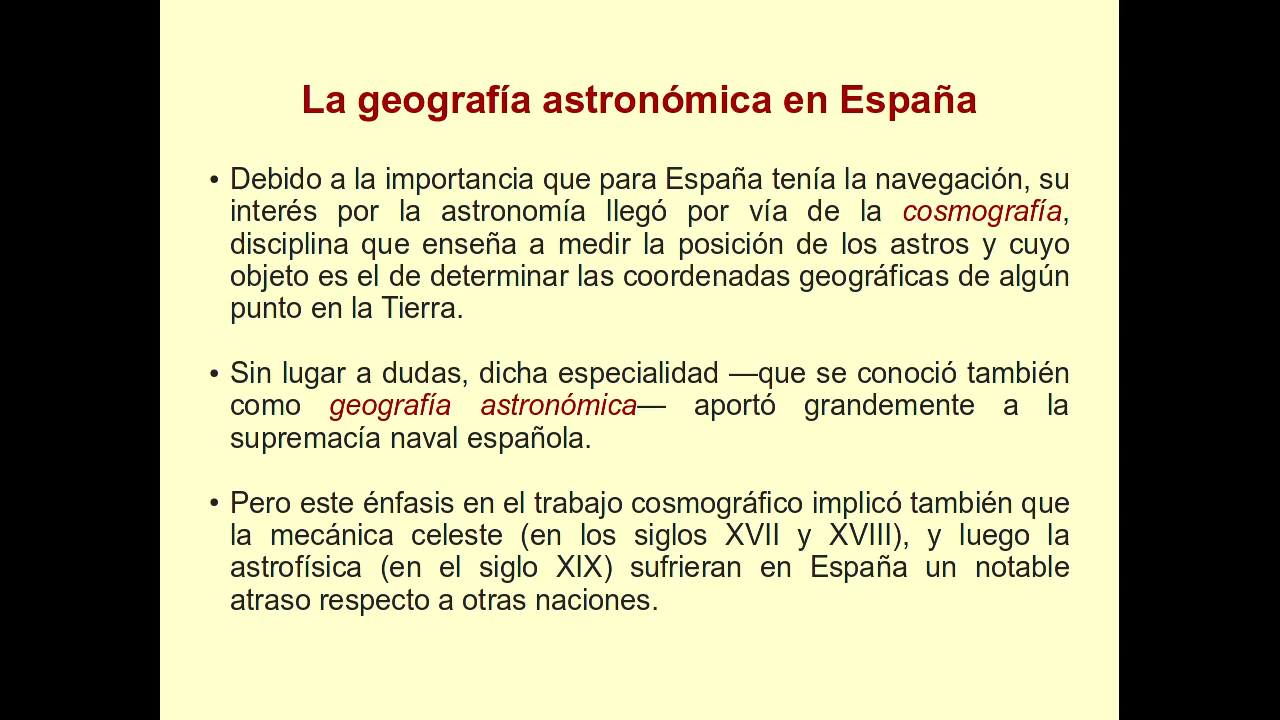 La geografía astronómica en España
• Debido a la importancia que para España tenía la navegación, su
interés por la astronomía llegó por vía de la cosmografía,
disciplina que enseña a medir la posición de los astros y cuyo
objeto es el de determinar las coordenadas geográficas de algún
punto en la Tierra.
• Sin lugar a dudas, dicha especialidad —que se conoció también
como geografía astronómica— aportó grandemente a la
supremacía naval española.
• Pero este énfasis en el trabajo cosmográfico implicó también que
la mecánica celeste (en los siglos XVII y XVIII), y luego la
astrofísica (en el siglo XIX) sufrieran en España un notable
atraso respecto a otras naciones.